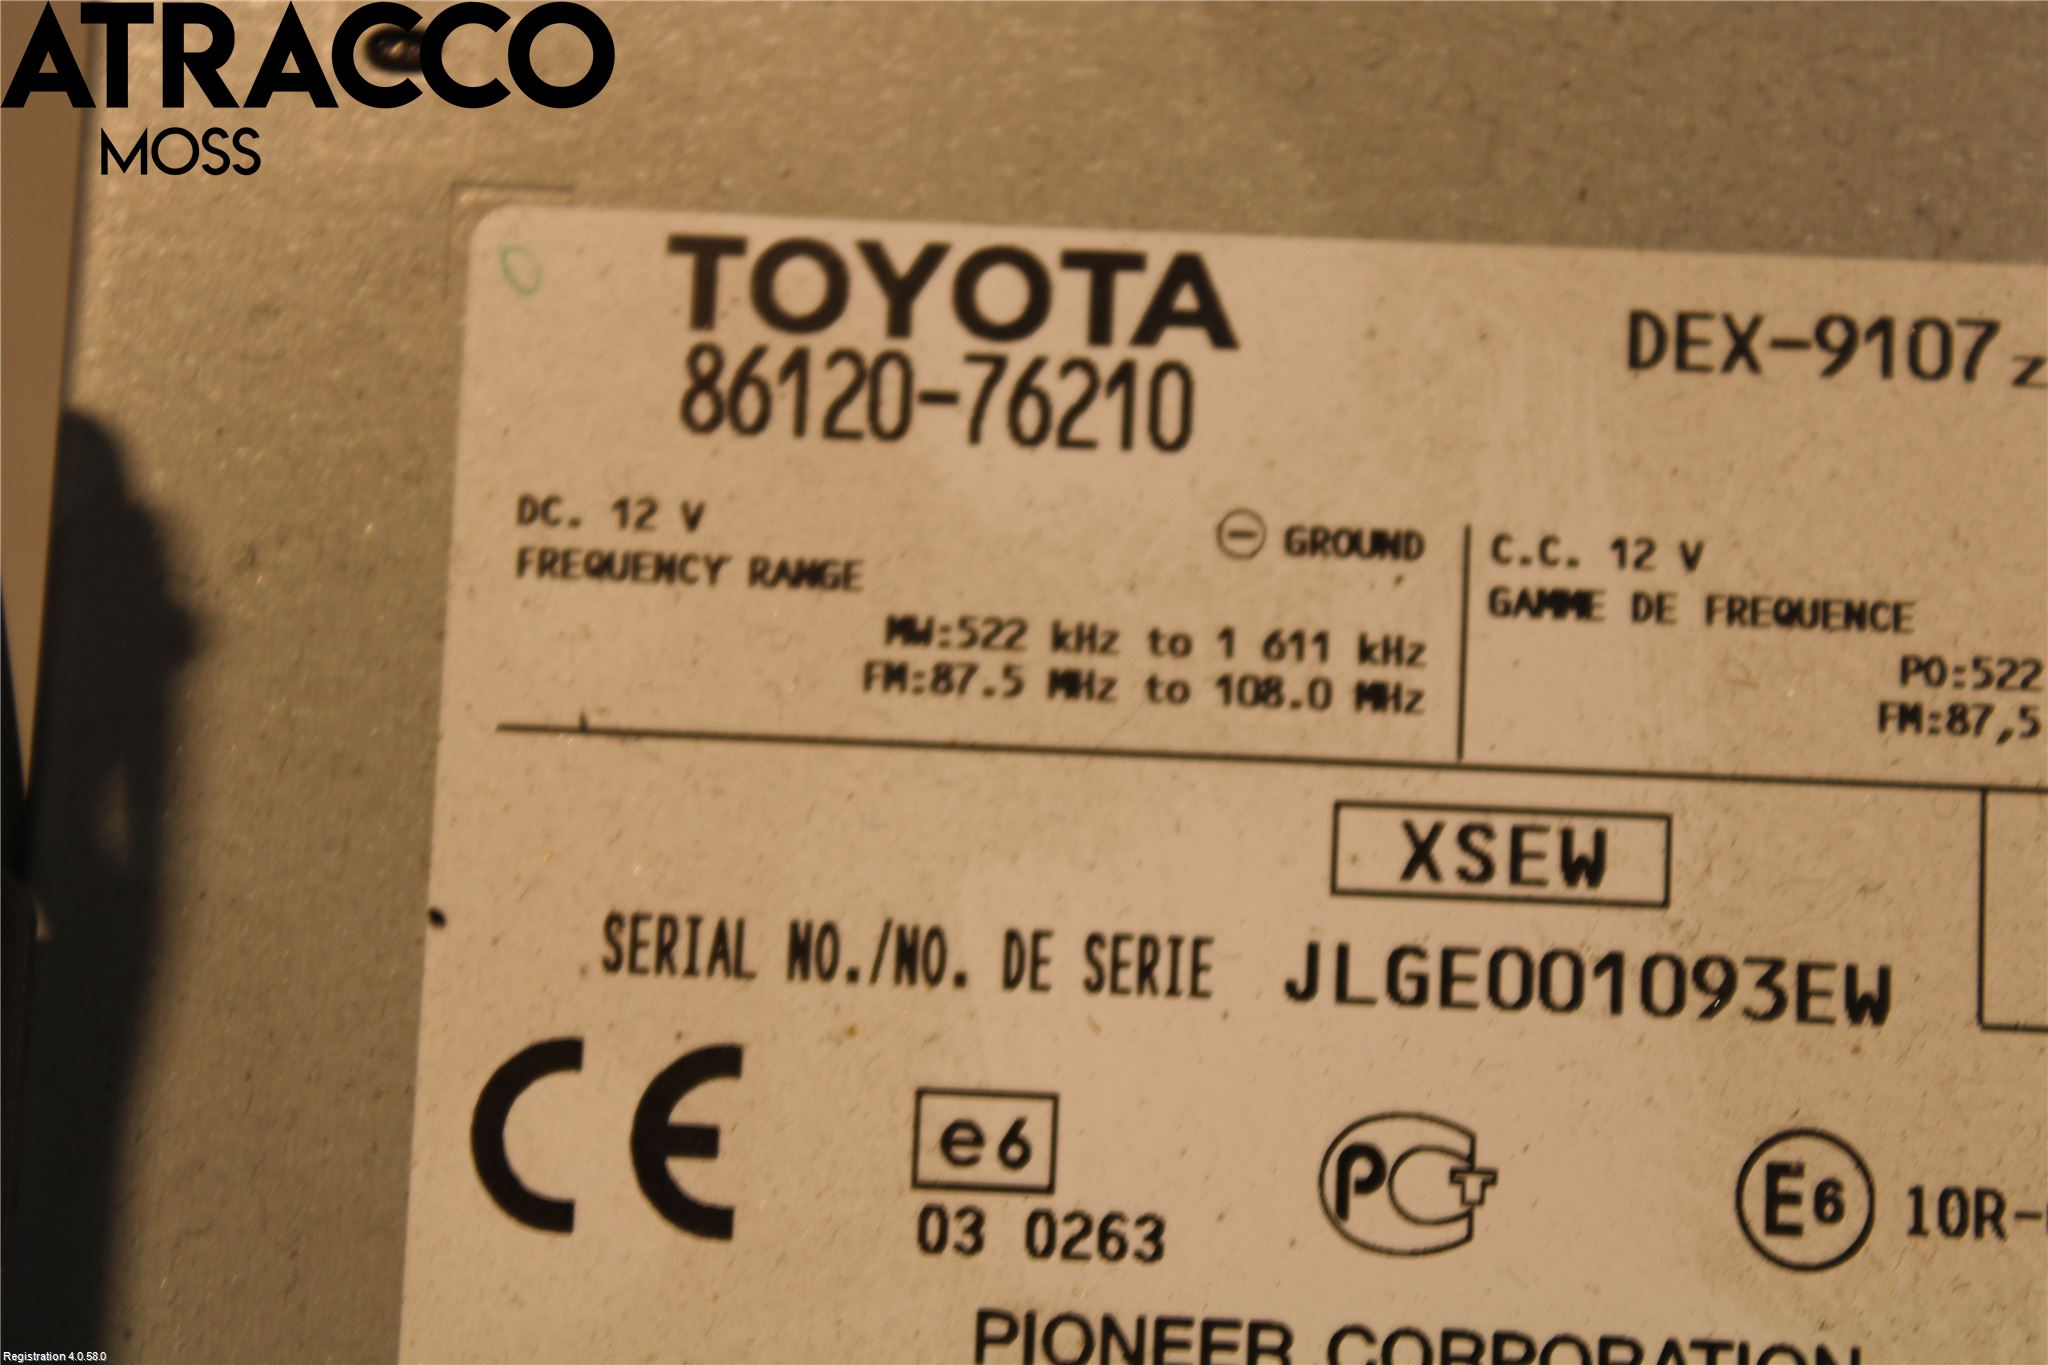 ATRACCO
MOSS
TOYOTA
86120-76210
DEX-9107 z
DC. 12 V
⊖ GROUND
FREQUENCY RANGE
MW:522 kHz to 1 611 kHz
FM:87.5 MHz to 108.0 MHz
C.C. 12 V
GAMME DE FREQUENCE
PO:522
FM:87,5
XSEW
SERIAL NO./NO. DE SERIE JLGE001093EW
CE
e6
03 0263
PCT
E6 10R-
PIONEER CORPORATION
Registration 4.0.58.0